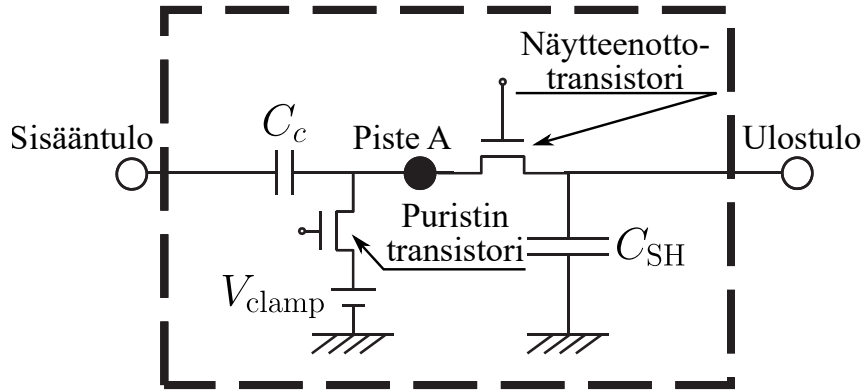 Näytteenotto-
transistori
Sisääntulo
C_c
Piste A
Ulostulo
Puristin
transistori
C_SH
V_clamp